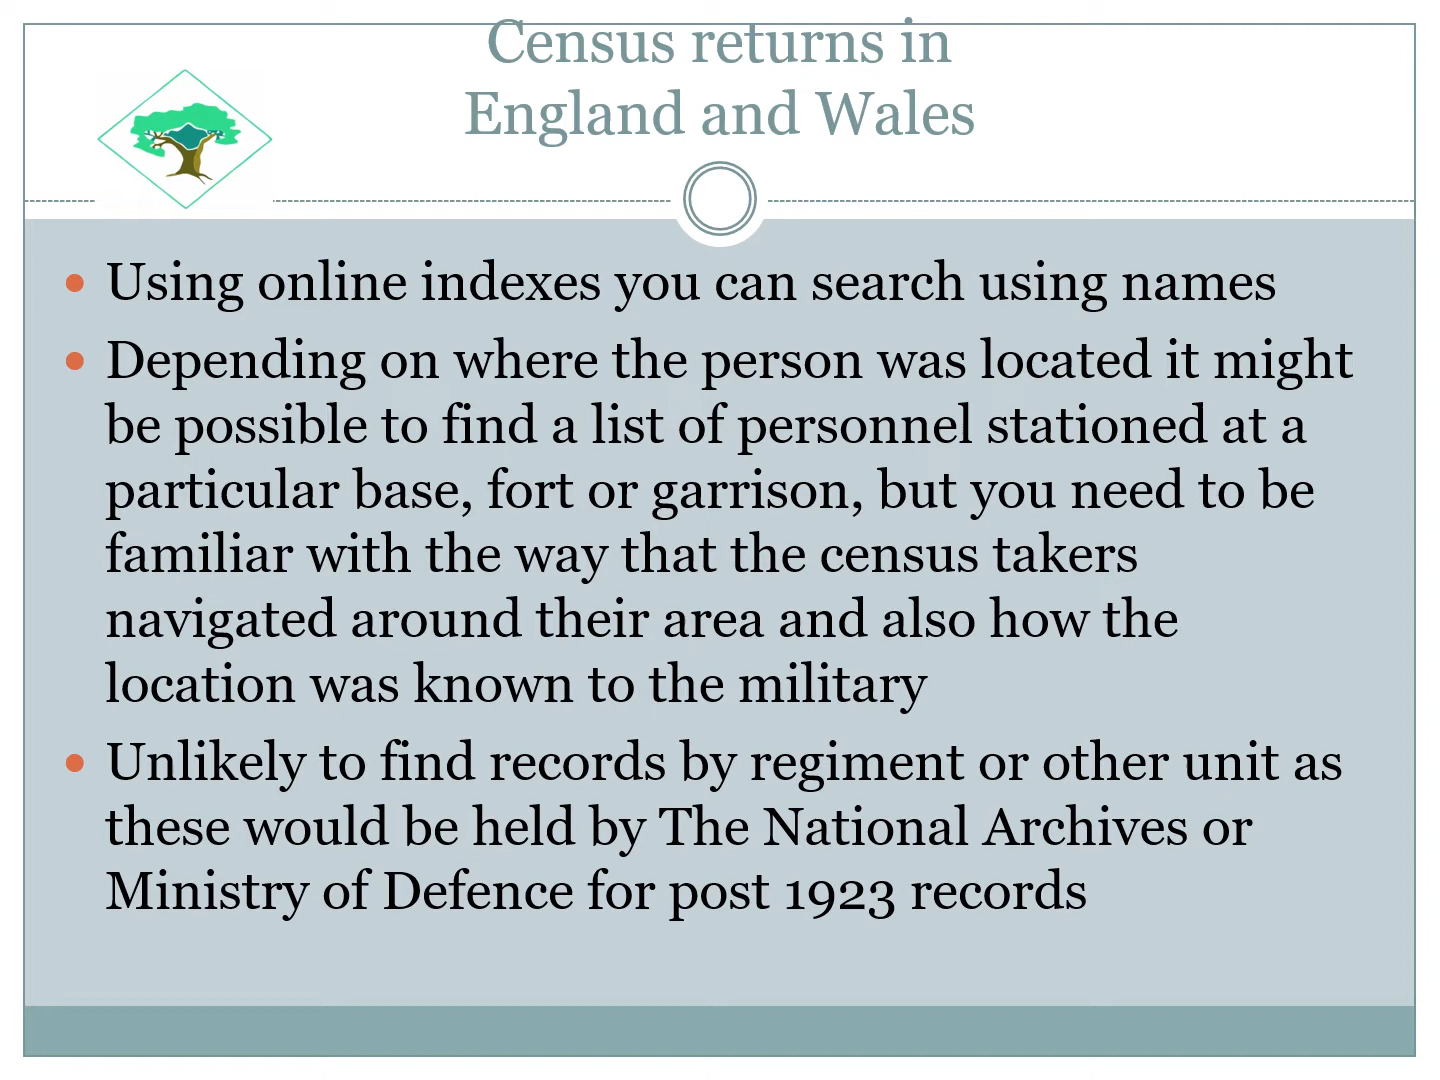 Census returns in
England and Wales
• Using online indexes you can search using names
• Depending on where the person was located it might
be possible to find a list of personnel stationed at a
particular base, fort or garrison, but you need to be
familiar with the way that the census takers
navigated around their area and also how the
location was known to the military
• Unlikely to find records by regiment or other unit as
these would be held by The National Archives or
Ministry of Defence for post 1923 records